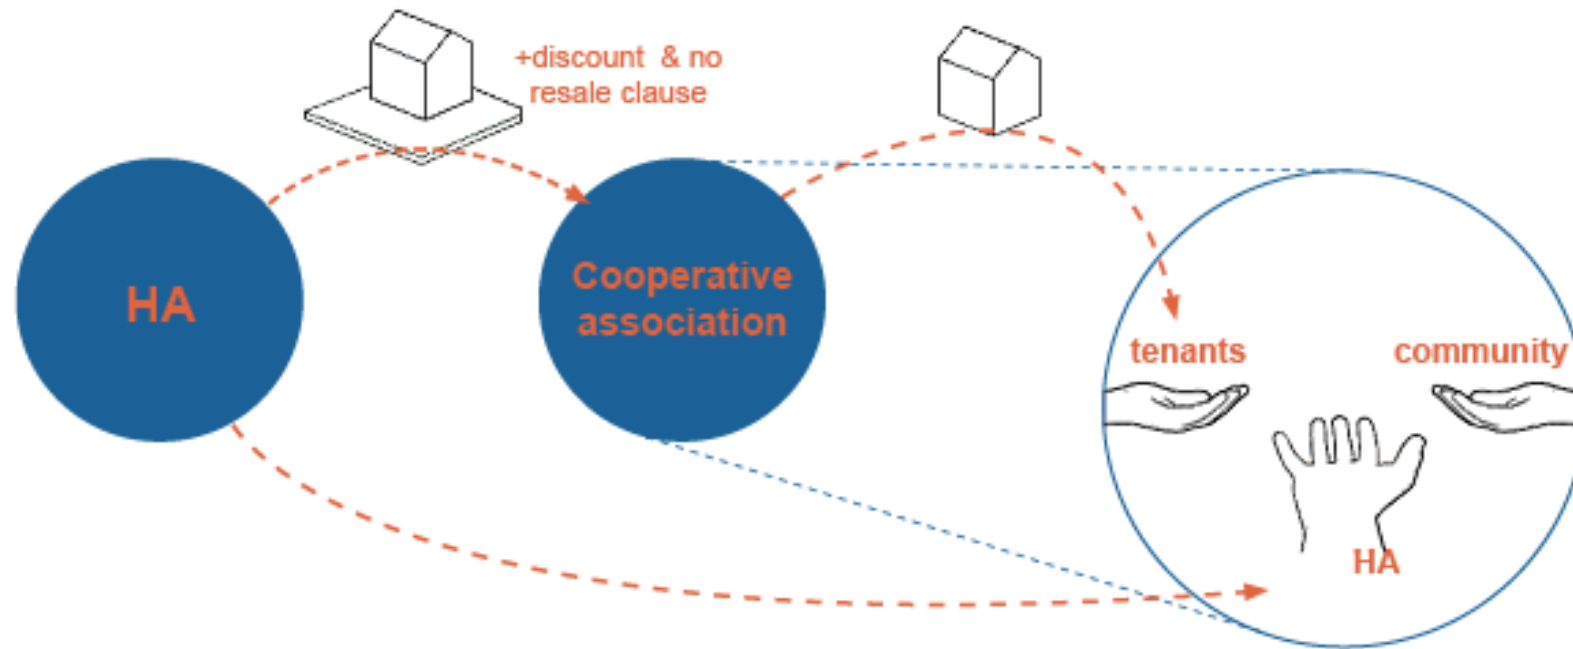 +discount & no
resale clause
HA
Cooperative
association
tenants
community
HA